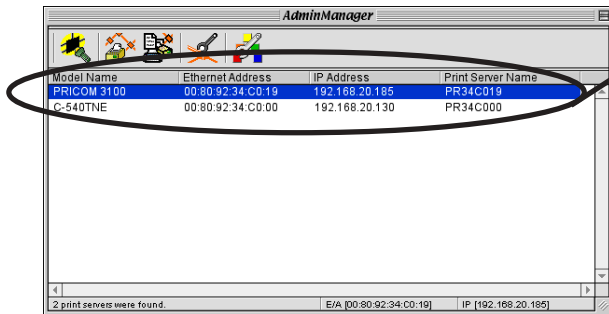 AdminManager
Model Name Ethernet Address IP Address Print Server Name
PRICOM 3100 00:80:92:34:C0:19 192.168.20.185 PR34C019
C-540TNE 00:80:92:34:C0:00 192.168.20.130 PR34C000
2 print servers were found. E/A [00:80:92:34:C0:19] IP [192.168.20.185]